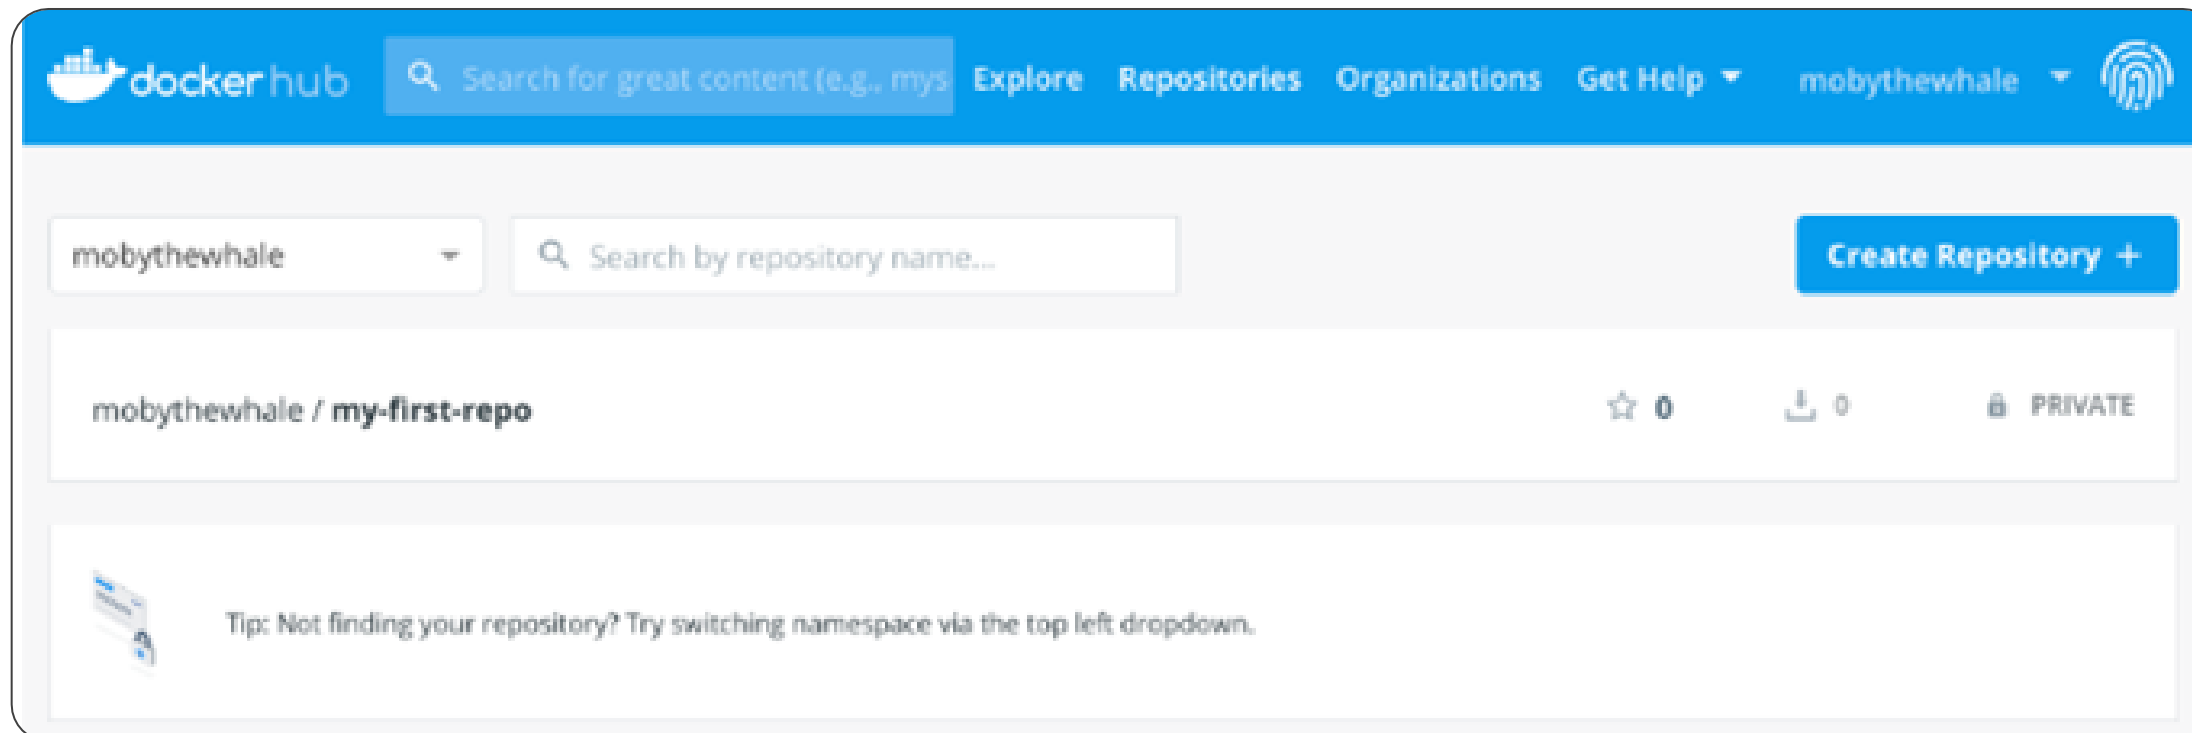 dockerhub Search for great content (e.g., mys Explore Repositories Organizations Get Help mobythewhale
mobythewhale Search by repository name... Create Repository +
mobythewhale / my-first-repo 0 0 PRIVATE
Tip: Not finding your repository? Try switching namespace via the top left dropdown.